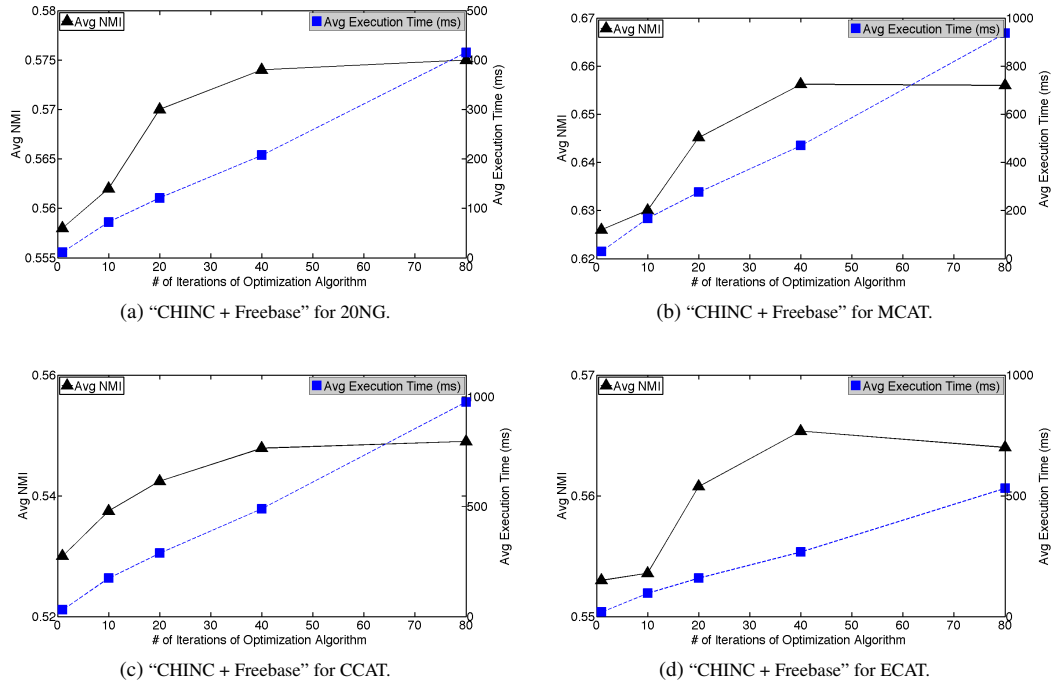 Avg NMI
Avg Execution Time (ms)
0.58
0.575
0.57
0.565
0.56
0.555
500
400
300
200
100
0
0 10 20 30 40 50 60 70 80
Avg NMI
Avg Execution Time (ms)
# of Iterations of Optimization Algorithm
(a) “CHINC + Freebase” for 20NG.
Avg NMI
Avg Execution Time (ms)
0.67
0.66
0.65
0.64
0.63
0.62
1000
800
600
400
200
0
0 10 20 30 40 50 60 70 80
Avg NMI
Avg Execution Time (ms)
# of Iterations of Optimization Algorithm
(b) “CHINC + Freebase” for MCAT.
Avg NMI
Avg Execution Time (ms)
0.56
0.54
0.52
1000
500
0
0 10 20 30 40 50 60 70 80
Avg NMI
Avg Execution Time (ms)
# of Iterations of Optimization Algorithm
(c) “CHINC + Freebase” for CCAT.
Avg NMI
Avg Execution Time (ms)
0.57
0.56
0.55
1000
500
0
0 10 20 30 40 50 60 70 80
Avg NMI
Avg Execution Time (ms)
# of Iterations of Optimization Algorithm
(d) “CHINC + Freebase” for ECAT.